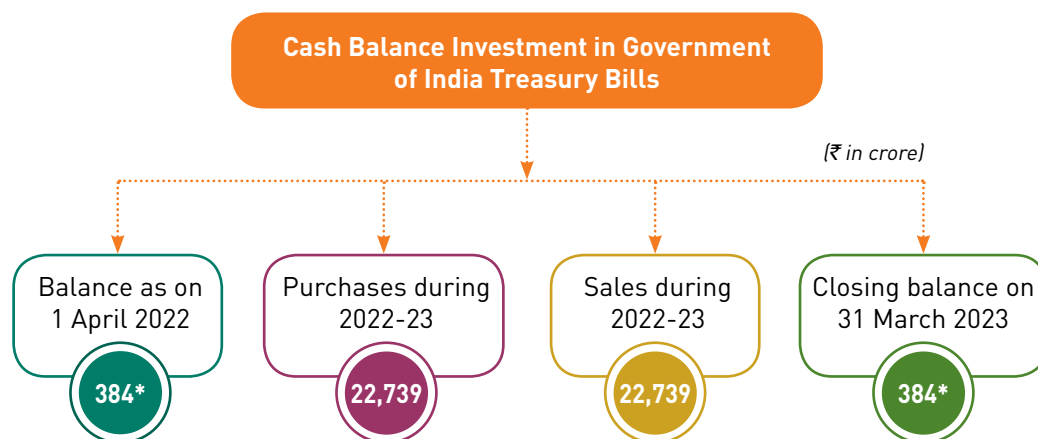 Cash Balance Investment in Government
of India Treasury Bills
(₹ in crore)
Balance as on
1 April 2022
384*
Purchases during
2022-23
22,739
Sales during
2022-23
22,739
Closing balance on
31 March 2023
384*